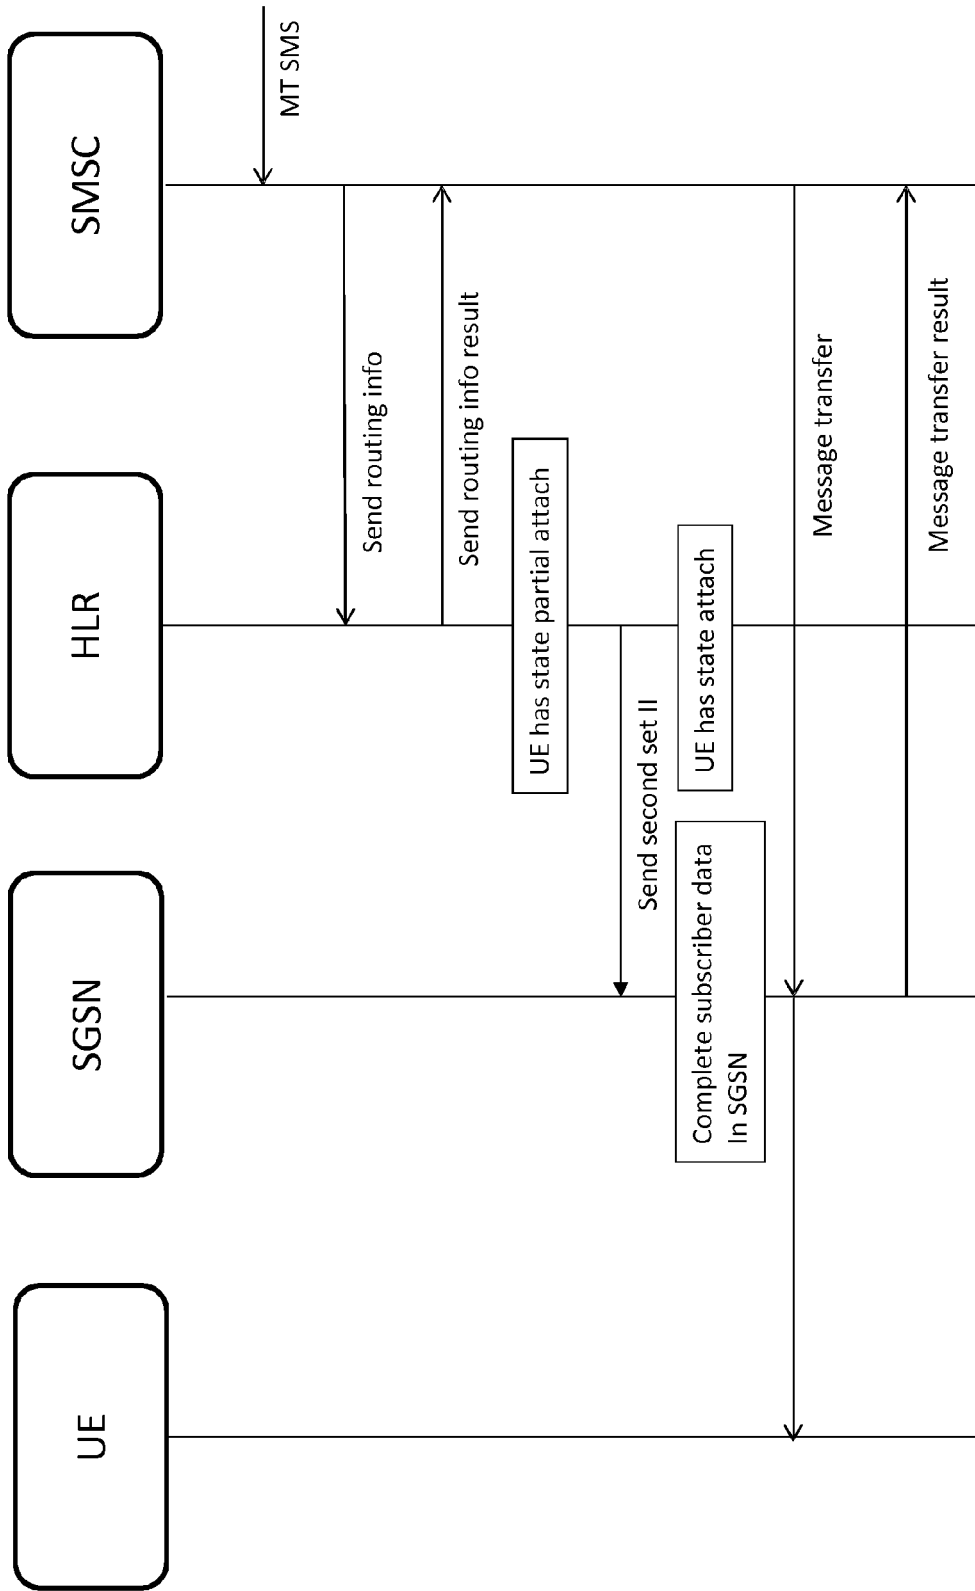 UE
SGSN
HLR
SMSC
MT SMS
Send routing info
Send routing info result
UE has state partial attach
Send second set II
Complete subscriber data
In SGSN
UE has state attach
Message transfer
Message transfer result